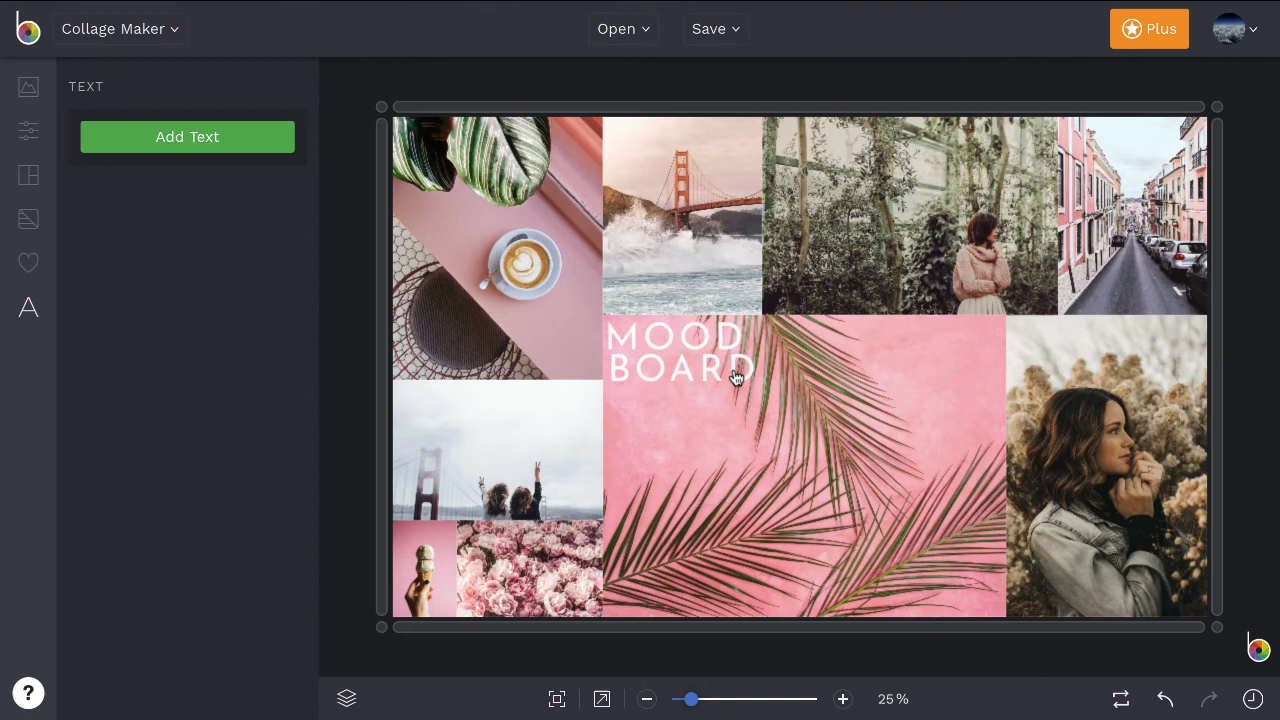 Collage Maker
Open
Save
Plus
TEXT
Add Text
MOOD
BOARD
?
25%